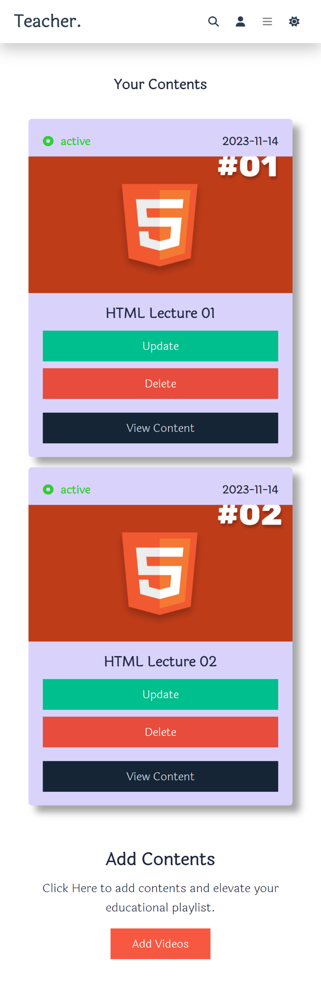 Teacher.
Your Contents
active
2023-11-14
#01
HTML Lecture 01
Update
Delete
View Content
active
2023-11-14
#02
HTML Lecture 02
Update
Delete
View Content
Add Contents
Click Here to add contents and elevate your
educational playlist.
Add Videos